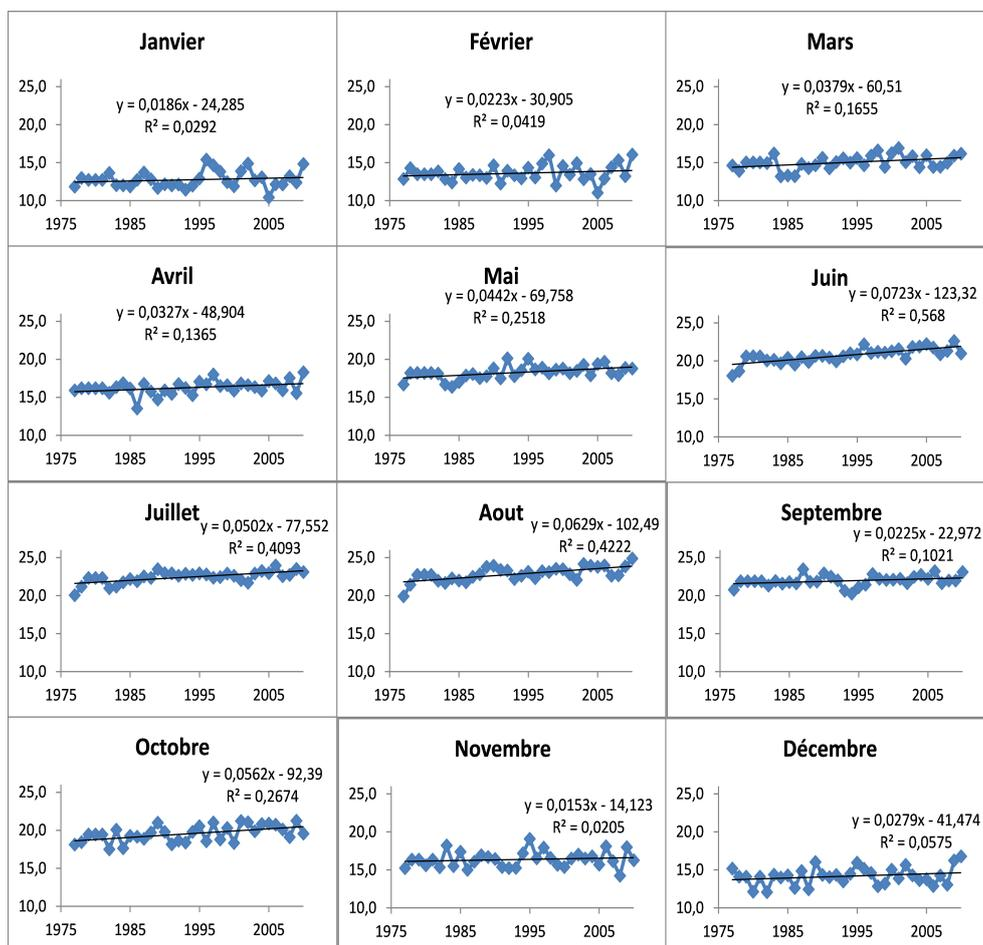 Janvier
y = 0,0186x - 24,285
R² = 0,0292
25,0
20,0
15,0
10,0
1975 1985 1995 2005
Février
y = 0,0223x - 30,905
R² = 0,0419
25,0
20,0
15,0
10,0
1975 1985 1995 2005
Mars
y = 0,0379x - 60,51
R² = 0,1655
25,0
20,0
15,0
10,0
1975 1985 1995 2005
Avril
y = 0,0327x - 48,904
R² = 0,1365
25,0
20,0
15,0
10,0
1975 1985 1995 2005
Mai
y = 0,0442x - 69,758
R² = 0,2518
25,0
20,0
15,0
10,0
1975 1985 1995 2005
Juin
y = 0,0723x - 123,32
R² = 0,568
25,0
20,0
15,0
10,0
1975 1985 1995 2005
Juillet
y = 0,0502x - 77,552
R² = 0,4093
25,0
20,0
15,0
10,0
1975 1985 1995 2005
Aout
y = 0,0629x - 102,49
R² = 0,4222
25,0
20,0
15,0
10,0
1975 1985 1995 2005
Septembre
y = 0,0225x - 22,972
R² = 0,1021
25,0
20,0
15,0
10,0
1975 1985 1995 2005
Octobre
y = 0,0562x - 92,39
R² = 0,2674
25,0
20,0
15,0
10,0
1975 1985 1995 2005
Novembre
y = 0,0153x - 14,123
R² = 0,0205
25,0
20,0
15,0
10,0
1975 1985 1995 2005
Décembre
y = 0,0279x - 41,474
R² = 0,0575
25,0
20,0
15,0
10,0
1975 1985 1995 2005